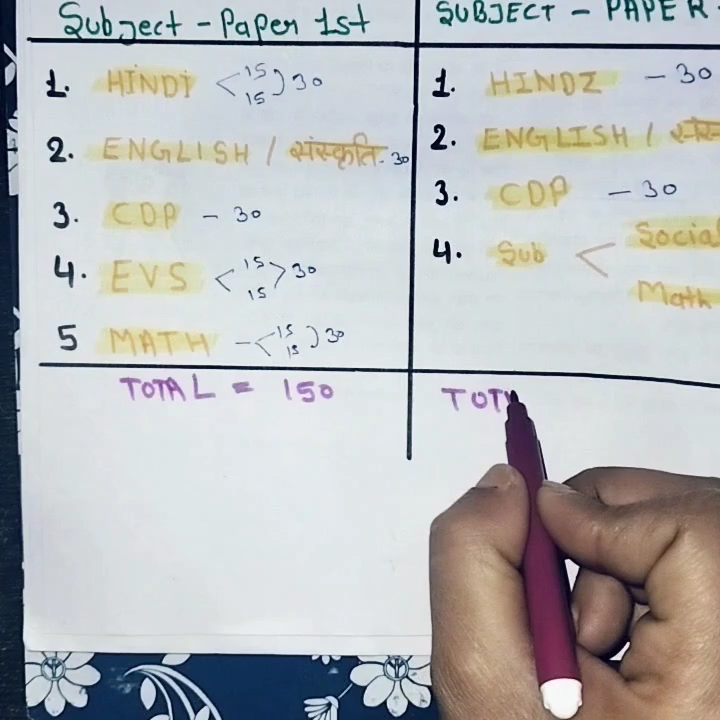 Subject - Paper 1st
1. HINDI < 15 15 ) 30
2. ENGLISH / संस्कृति - 30
3. CDP - 30
4. EVS < 15 15 > 30
5 MATH - < 15 15 ) 30
TOTAL = 150
SUBJECT - PAPER
1. HINDI - 30
2. ENGLISH /
3. CDP - 30
4. Sub < Social
Math
TOT